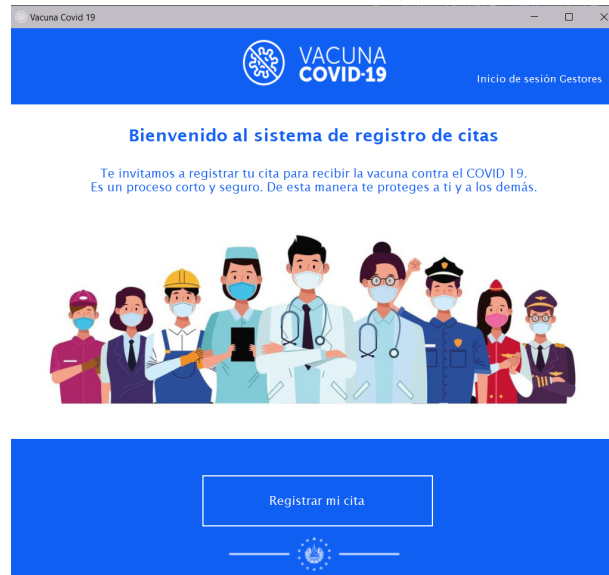 Vacuna Covid 19
VACUNA
COVID-19
Inicio de sesión Gestores
Bienvenido al sistema de registro de citas
Te invitamos a registrar tu cita para recibir la vacuna contra el COVID 19.
Es un proceso corto y seguro. De esta manera te proteges a ti y a los demás.
Registrar mi cita